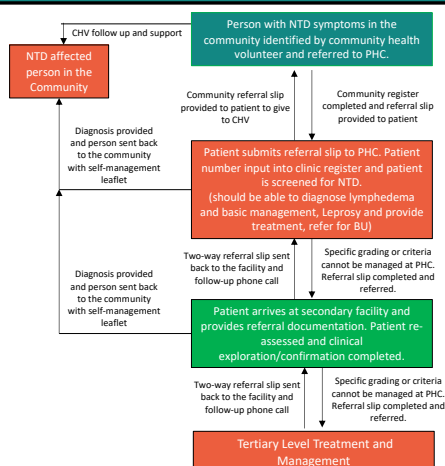 CHV follow up and support
NTD affected
person in the
Community
Person with NTD symptoms in the
community identified by community health
volunteer and referred to PHC.
Community referral slip
provided to patient to give
to CHV
Community register
completed and referral slip
provided to patient
Diagnosis provided
and person sent back
to the community
with self-management
leaflet
Patient submits referral slip to PHC. Patient
number input into clinic register and patient
is screened for NTD.
(should be able to diagnose lymphedema
and basic management, Leprosy and provide
treatment, refer for BU)
Two-way referral slip sent
back to the facility and
follow-up phone call
Specific grading or criteria
cannot be managed at PHC.
Referral slip completed and
referred.
Diagnosis provided
and person sent back
to the community
with self-management
leaflet
Patient arrives at secondary facility and
provides referral documentation. Patient re-
assessed and clinical
exploration/confirmation completed.
Two-way referral slip sent
back to the facility and
follow-up phone call
Specific grading or criteria
cannot be managed at PHC.
Referral slip completed and
referred.
Tertiary Level Treatment and
Management